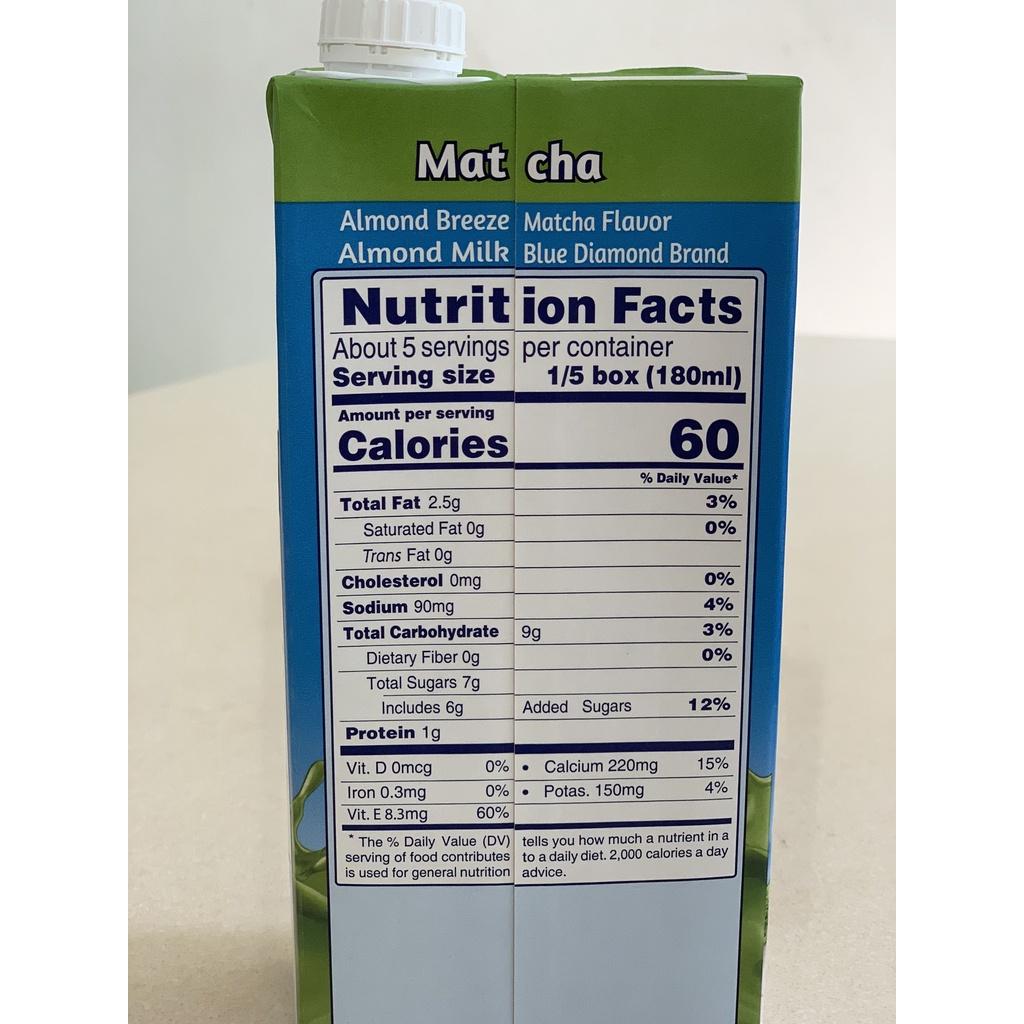 Matcha
Almond Breeze Matcha Flavor
Almond Milk Blue Diamond Brand
Nutrition Facts
About 5 servings per container
Serving size 1/5 box (180ml)
Amount per serving
Calories 60
% Daily Value*
Total Fat 2.5g 3%
Saturated Fat 0g 0%
Trans Fat 0g
Cholesterol 0mg 0%
Sodium 90mg 4%
Total Carbohydrate 9g 3%
Dietary Fiber 0g 0%
Total Sugars 7g
Includes 6g Added Sugars 12%
Protein 1g
Vit. D 0mcg 0% • Calcium 220mg 15%
Iron 0.3mg 0% • Potas. 150mg 4%
Vit. E 8.3mg 60%
* The % Daily Value (DV) tells you how much a nutrient in a
serving of food contributes to a daily diet. 2,000 calories a day
is used for general nutrition advice.